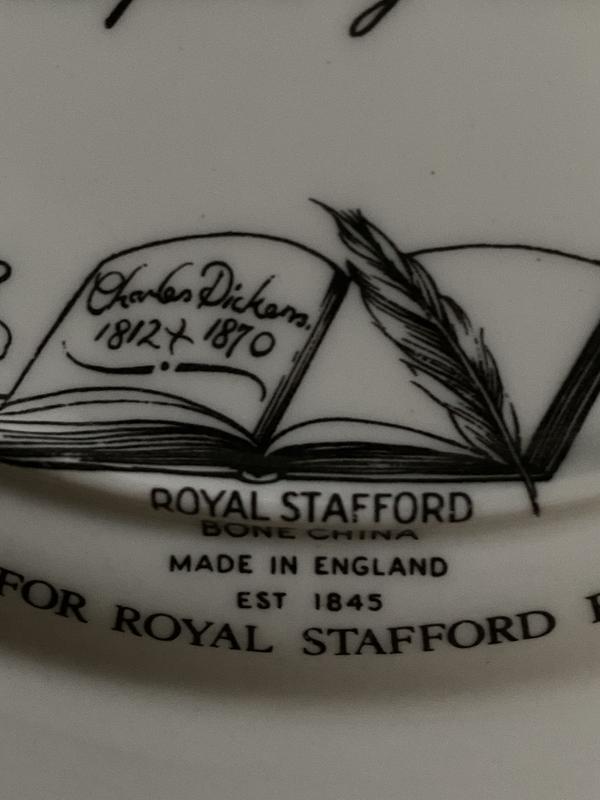 Charles Dickens.
1812 + 1870
ROYAL STAFFORD
BONE CHINA
MADE IN ENGLAND
EST 1845
FOR ROYAL STAFFORD